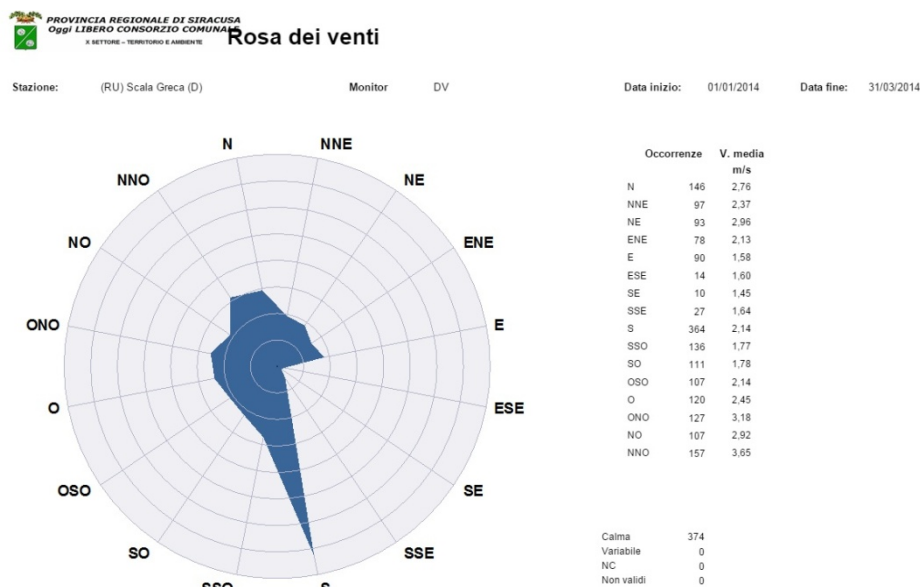 PROVINCIA REGIONALE DI SIRACUSA
Oggi LIBERO CONSORZIO COMUNALE
X SETTORE – TERRITORIO E AMBIENTE
Rosa dei venti
Stazione: (RU) Scala Greca (D) Monitor DV Data inizio: 01/01/2014 Data fine: 31/03/2014
N NNE
NNO NE
NO ENE
ONO E
O ESE
OSO SE
SO SSE
SSO S
Occorrenze V. media
m/s
N 146 2,76
NNE 97 2,37
NE 93 2,96
ENE 78 2,13
E 90 1,58
ESE 14 1,60
SE 10 1,45
SSE 27 1,64
S 364 2,14
SSO 136 1,77
SO 111 1,78
OSO 107 2,14
O 120 2,45
ONO 127 3,18
NO 107 2,92
NNO 157 3,65
Calma 374
Variabile 0
NC 0
Non validi 0